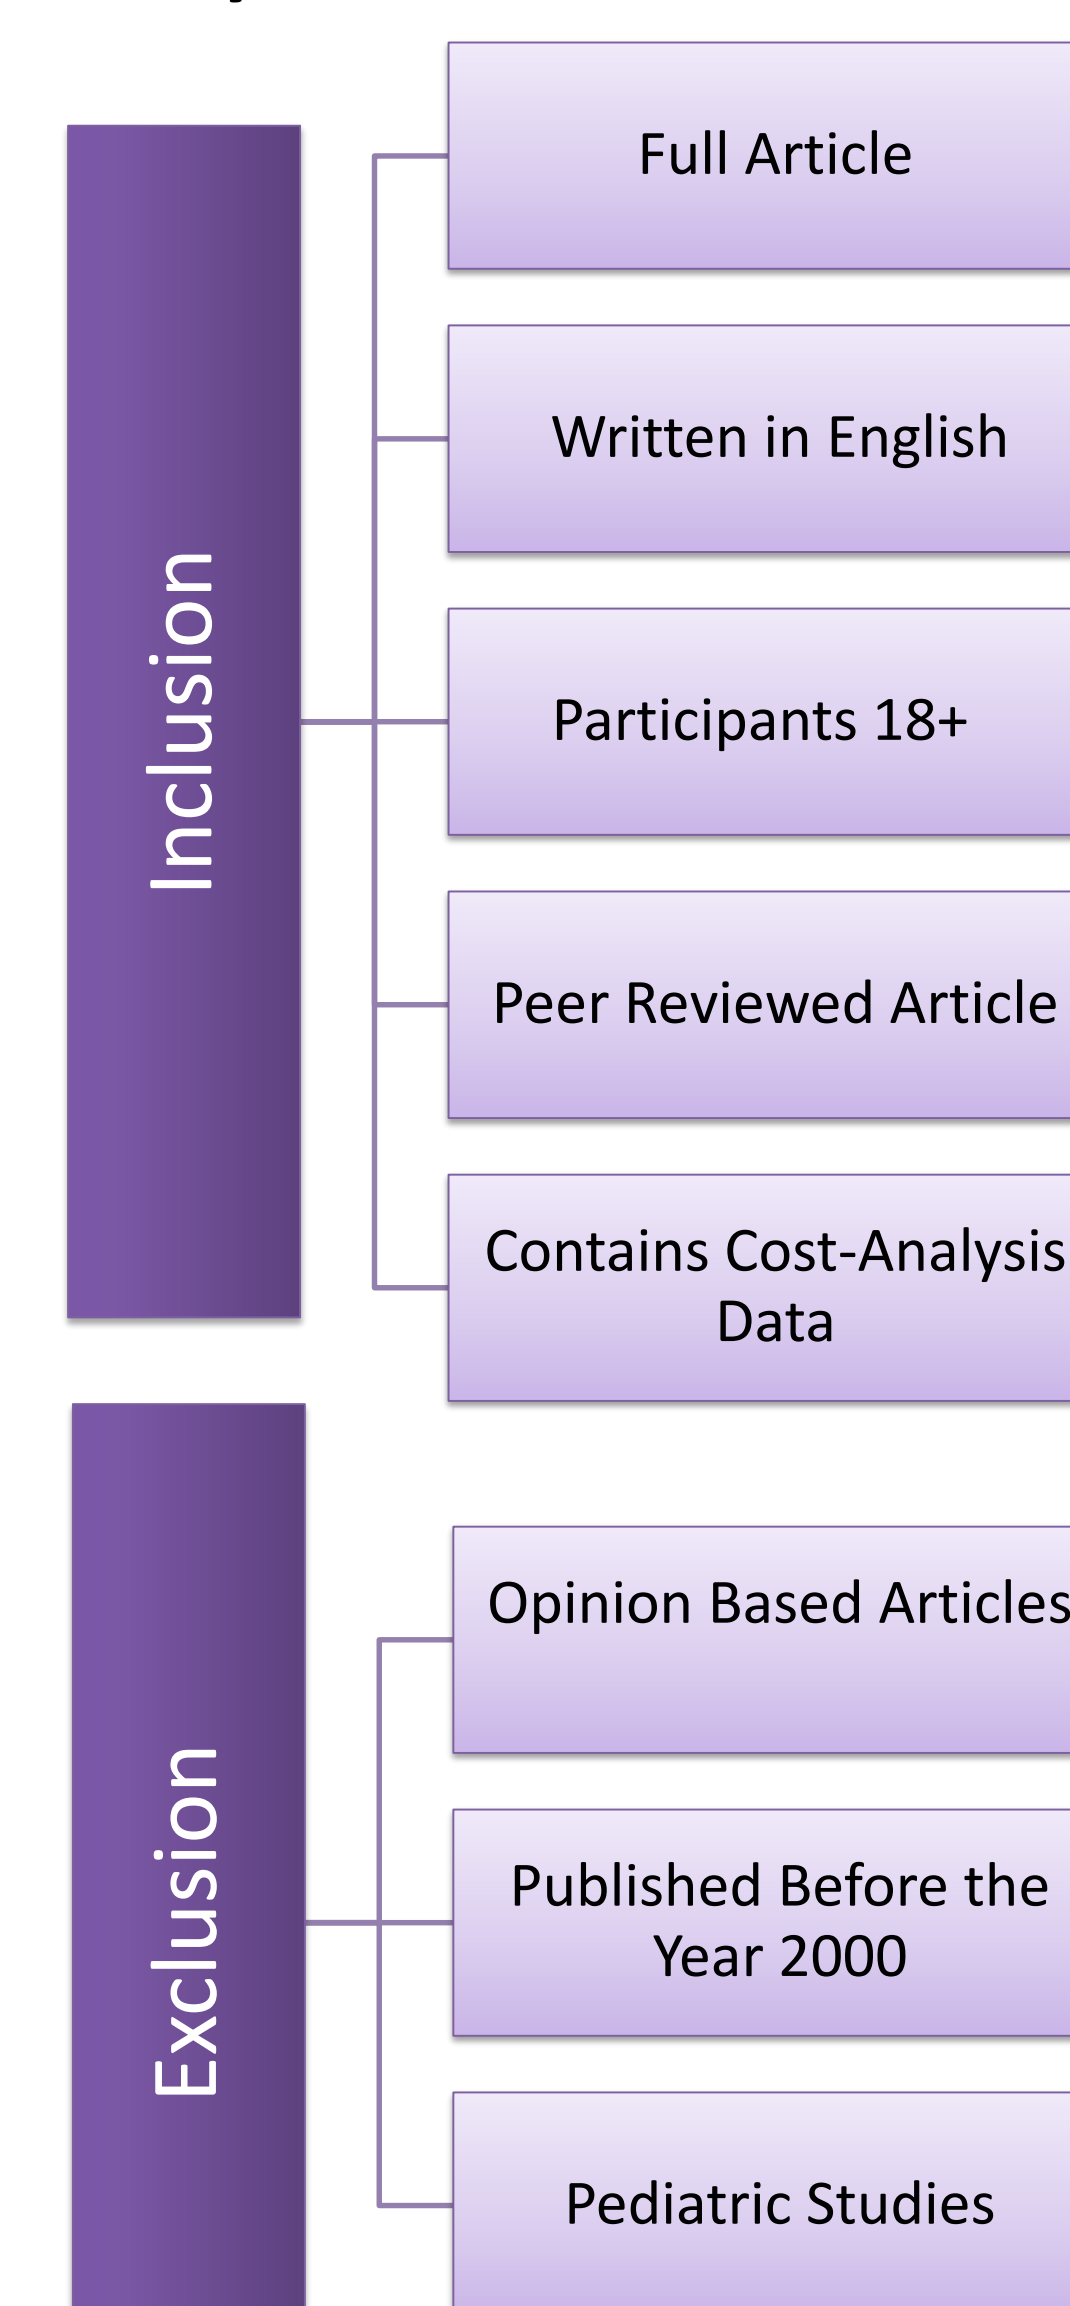 Inclusion
Full Article
Written in English
Participants 18+
Peer Reviewed Article
Contains Cost-Analysis
Data
Exclusion
Opinion Based Articles
Published Before the
Year 2000
Pediatric Studies